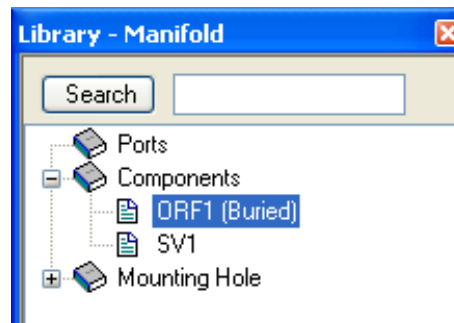 Library - Manifold
Search
Ports
Components
ORF1 (Buried)
SV1
Mounting Hole